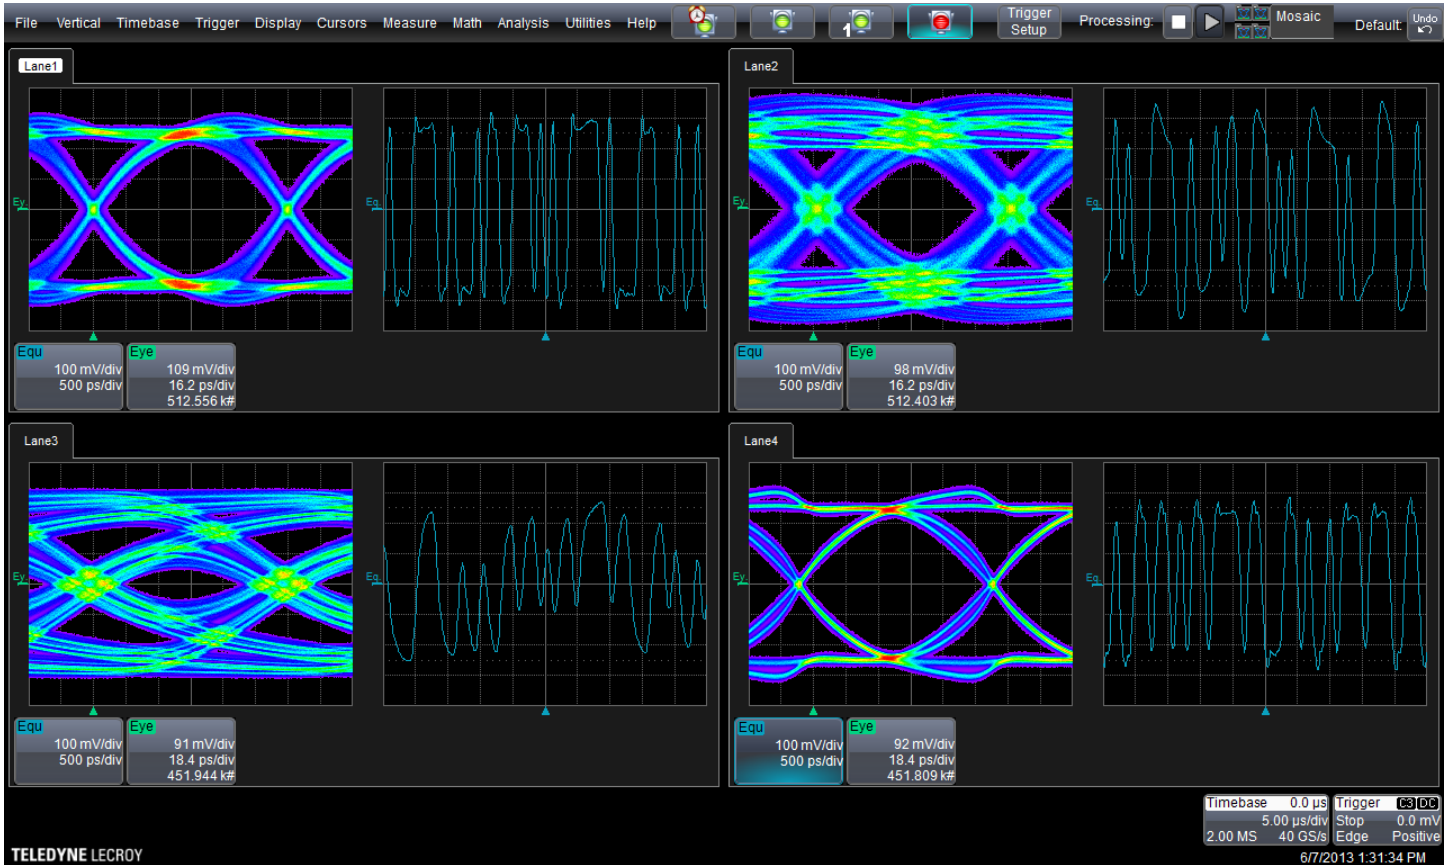 File Vertical Timebase Trigger Display Cursors Measure Math Analysis Utilities Help 1 Trigger Setup Processing: Mosaic Default: Undo
Lane1
Ey
Eq
Equ
100 mV/div
500 ps/div
Eye
109 mV/div
16.2 ps/div
512.556 k#
Lane2
Ey
Eq
Equ
100 mV/div
500 ps/div
Eye
98 mV/div
16.2 ps/div
512.403 k#
Lane3
Ey
Eq
Equ
100 mV/div
500 ps/div
Eye
91 mV/div
18.4 ps/div
451.944 k#
Lane4
Ey
Eq
Equ
100 mV/div
500 ps/div
Eye
92 mV/div
18.4 ps/div
451.809 k#
Timebase 0.0 µs
5.00 µs/div
2.00 MS 40 GS/s
Trigger C3 DC
Stop 0.0 mV
Edge Positive
TELEDYNE LECROY
6/7/2013 1:31:34 PM